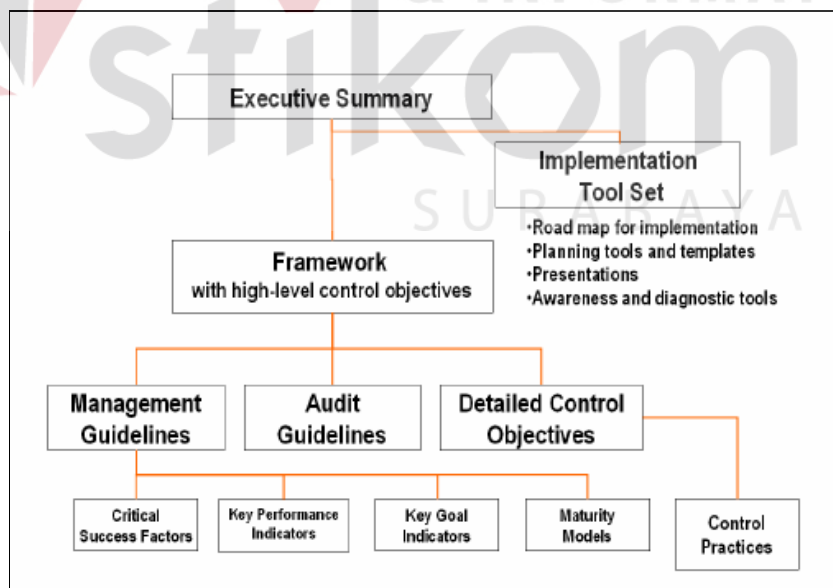 stikom
SURABAYA
Executive Summary
Implementation
Tool Set
•Road map for implementation
•Planning tools and templates
•Presentations
•Awareness and diagnostic tools
Framework
with high-level control objectives
Management
Guidelines
Audit
Guidelines
Detailed Control
Objectives
Critical
Success Factors
Key Performance
Indicators
Key Goal
Indicators
Maturity
Models
Control
Practices